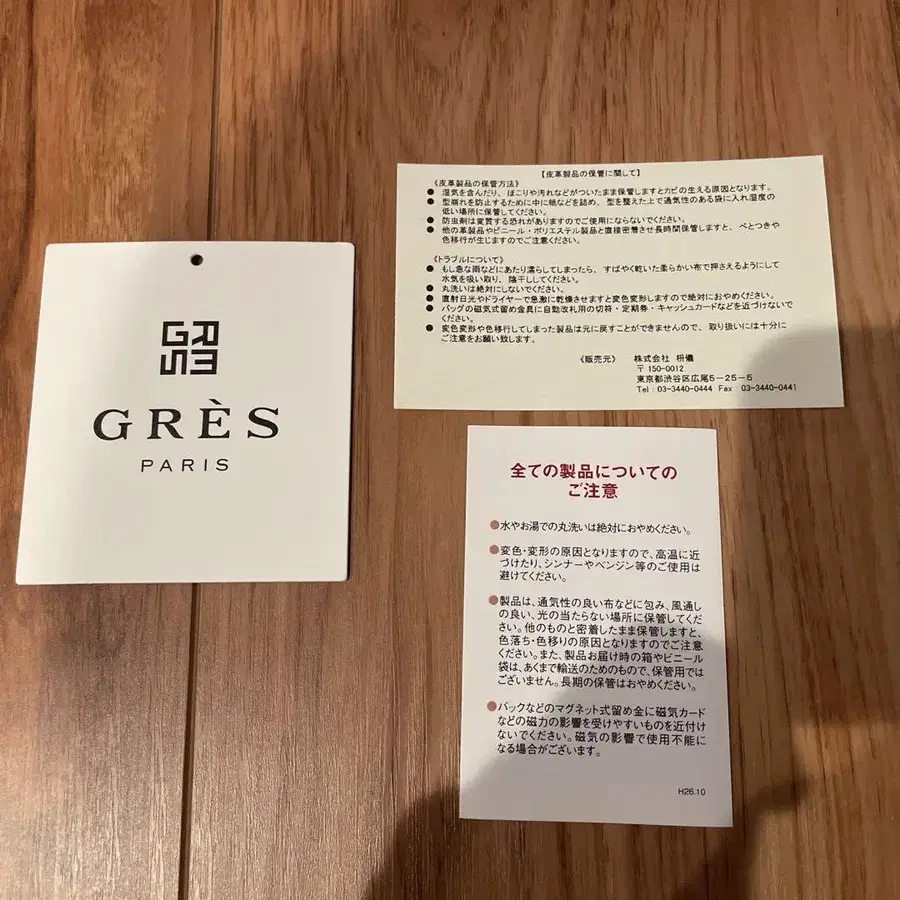 GRES
GRÈS
PARIS
【皮革製品の保管に関して】
《皮革製品の保管方法》
● 湿気を含んだり、ほこりや汚れなどがついたまま保管しますとカビの生える原因となります。
● 型崩れを防止するために中に紙などを詰め、型を整えた上で通気性のある袋に入れ湿度の
低い場所に保管してください。
● 防虫剤は変質する恐れがありますのでご使用にならないでください。
● 他の革製品やビニール・ポリエステル製品と直接密着させ長時間保管しますと、べとつきや
色移行が生じますのでご注意ください。
《トラブルについて》
● もし急な雨などにあたり濡らしてしまったら、すばやく乾いた柔らかい布で押さえるようにして
水気を吸い取り、陰干ししてください。
● 丸洗いは絶対にしないでください。
● 直射日光やドライヤーで急激に乾燥させますと変色変形しますので絶対におやめください。
● バッグの磁気式留め金具に自動改札用の切符・定期券・キャッシュカードなどを近づけないで
ください。
● 変色変形や色移行してしまった製品は元に戻すことができませんので、取り扱いには十分に
ご注意をお願い致します。
《販売元》 株式会社 枡儀
〒150-0012
東京都渋谷区広尾5-25-5
Tel:03-3440-0444 Fax:03-3440-0441
全ての製品についての
ご注意
●水やお湯での丸洗いは絶対におやめください。
●変色・変形の原因となりますので、高温に近
づけたり、シンナーやベンジン等のご使用は
避けてください。
●製品は、通気性の良い布などに包み、風通し
の良い、光の当たらない場所に保管してくだ
さい。他のものと密着したまま保管しますと、
色落ち・色移りの原因となりますのでご注意
ください。また、製品お届け時の箱やビニール
袋は、あくまで輸送のためのもので、保管用では
ございません。長期の保管はおやめください。
●バックなどのマグネット式留め金に磁気カード
などの磁力の影響を受けやすいものを近付け
ないでください。磁気の影響で使用不能に
なる場合がございます。
H26.10